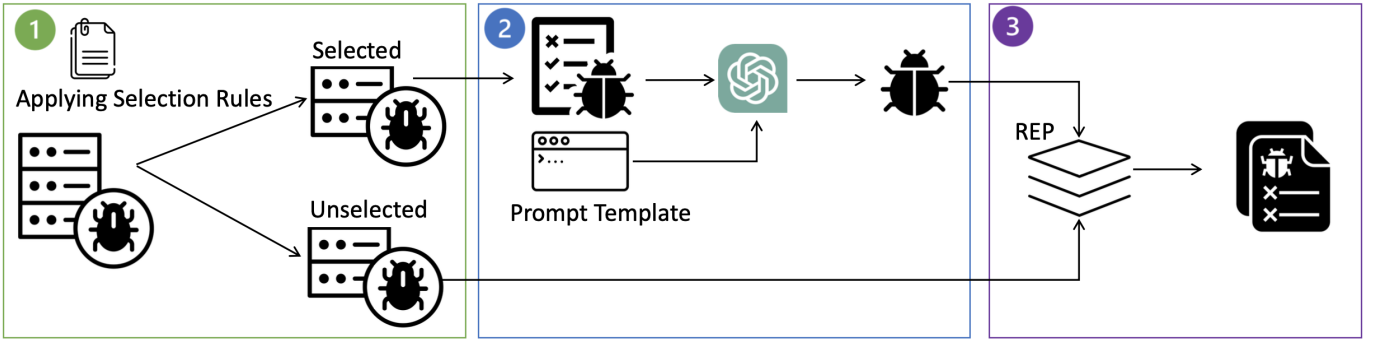 1
Applying Selection Rules
Selected
Unselected
2
>...
Prompt Template
3
REP